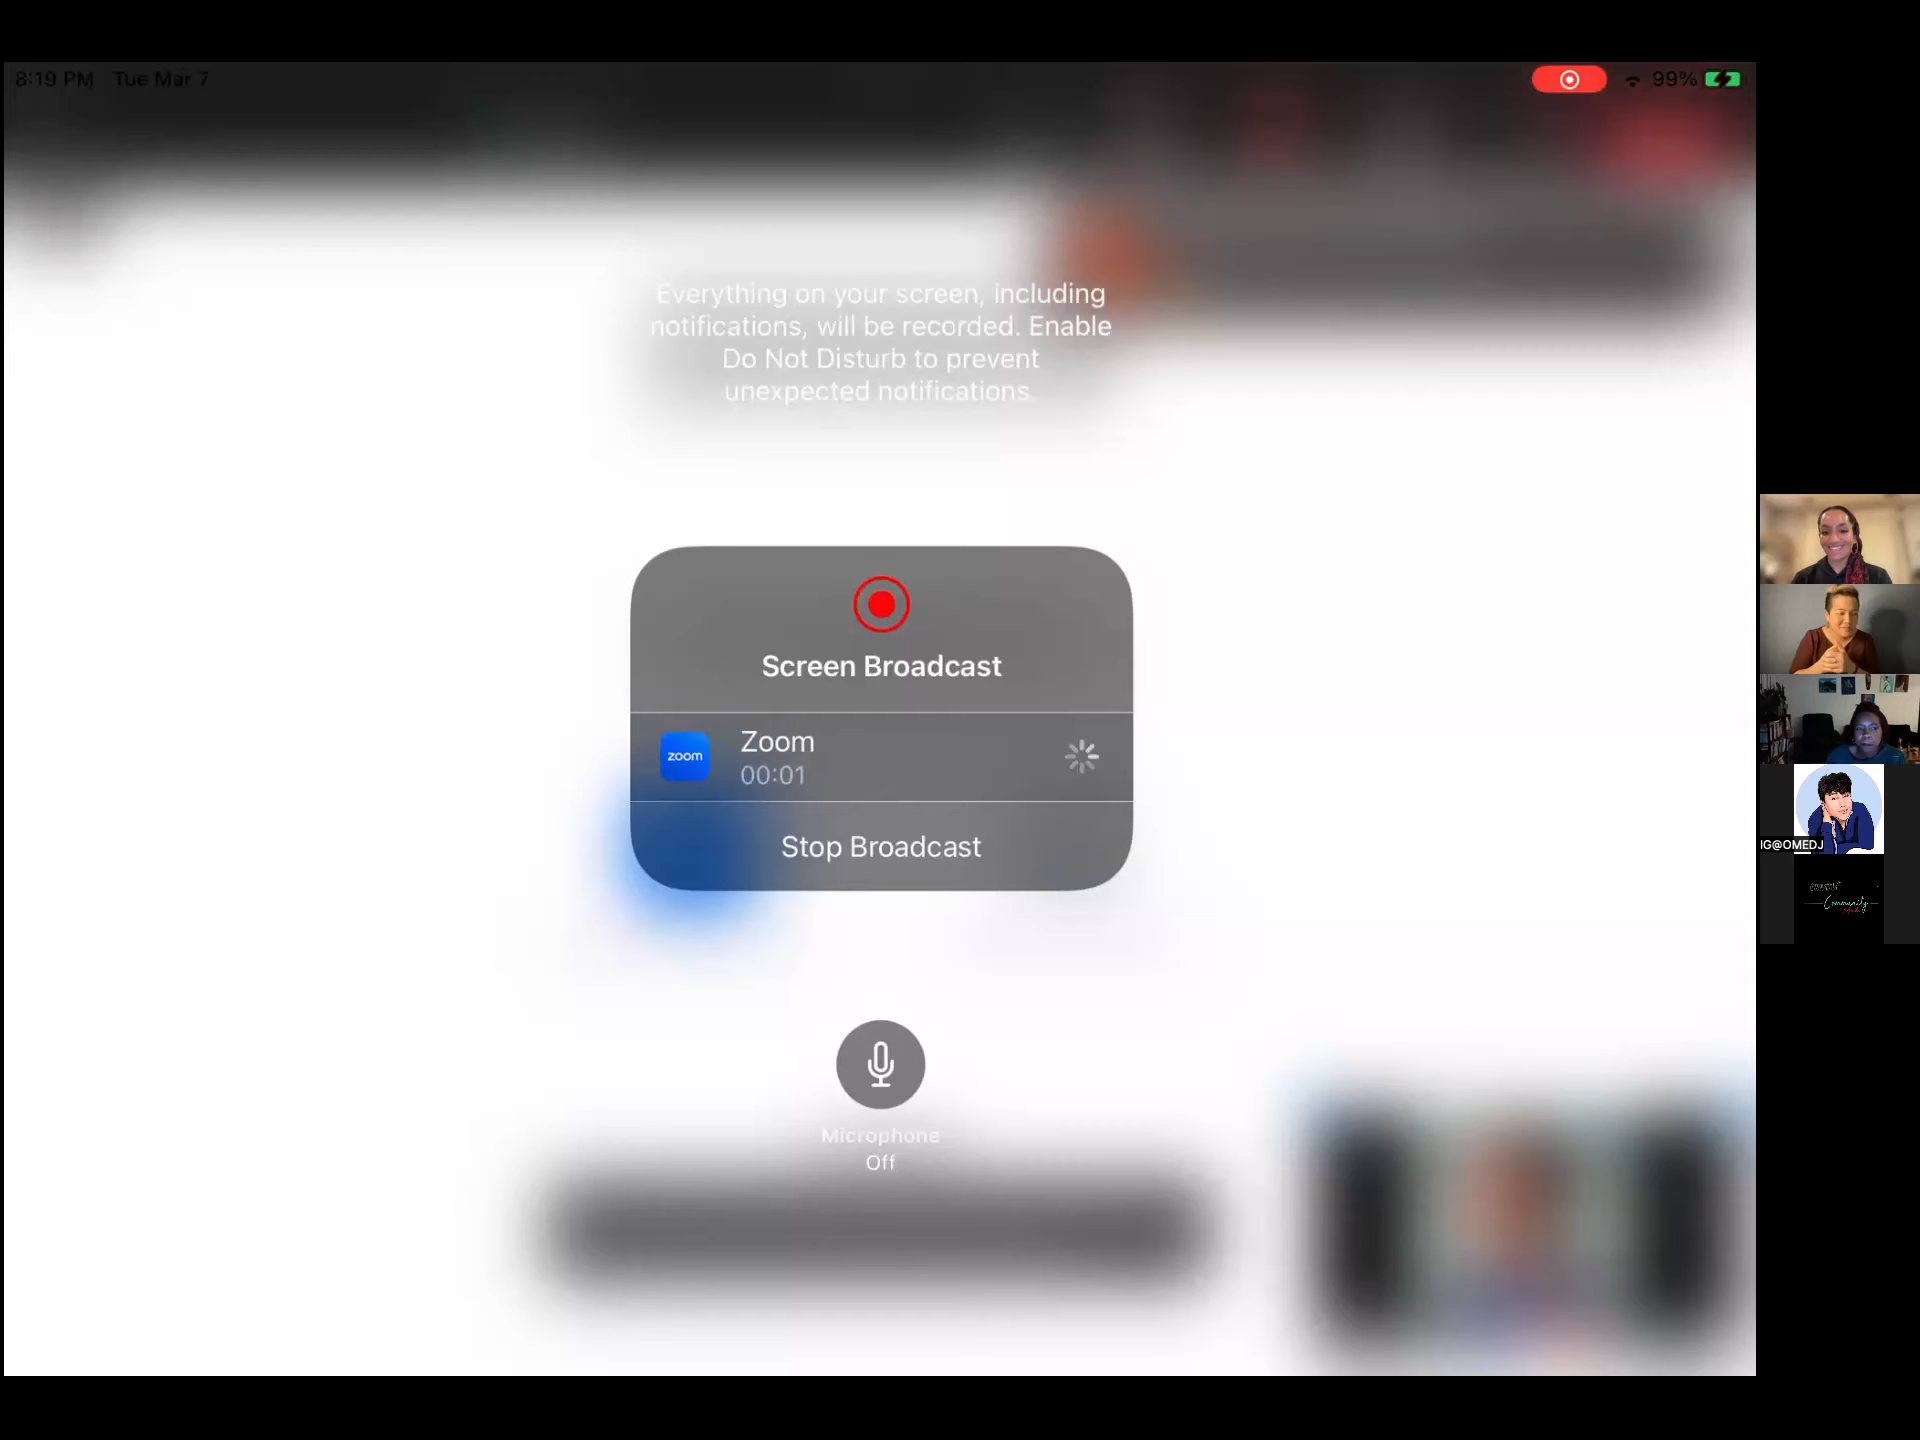 8:19 PM Tue Mar 7
99%
Everything on your screen, including
notifications, will be recorded. Enable
Do Not Disturb to prevent
unexpected notifications.
Screen Broadcast
zoom
Zoom
00:01
Stop Broadcast
Microphone
Off
IG@OMEDJ
Community